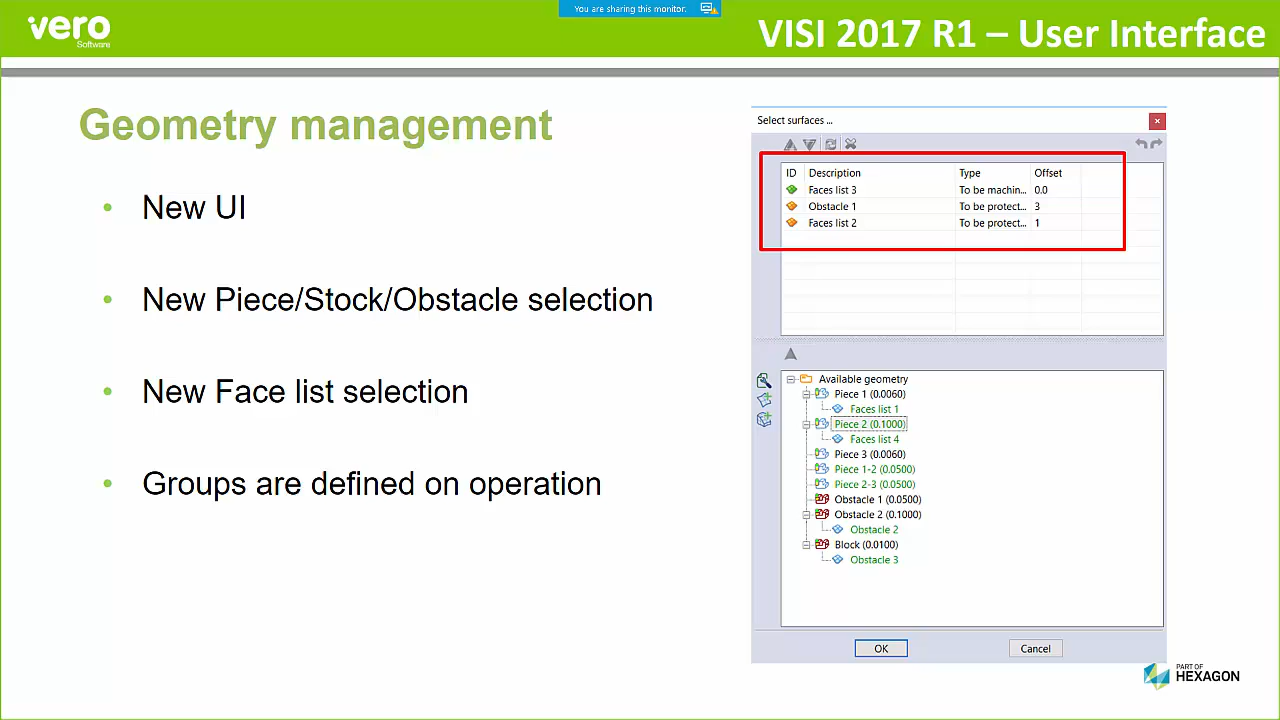 vero
Software
You are sharing this monitor.
VISI 2017 R1 – User Interface
Geometry management
• New UI
• New Piece/Stock/Obstacle selection
• New Face list selection
• Groups are defined on operation
Select surfaces ...
ID Description Type Offset
Faces list 3 To be machin... 0.0
Obstacle 1 To be protect... 3
Faces list 2 To be protect... 1
Available geometry
Piece 1 (0.0060)
Faces list 1
Piece 2 (0.1000)
Faces list 4
Piece 3 (0.0060)
Piece 1-2 (0.0500)
Piece 2-3 (0.0500)
Obstacle 1 (0.0500)
Obstacle 2 (0.1000)
Obstacle 2
Block (0.0100)
Obstacle 3
OK Cancel
PART OF
HEXAGON